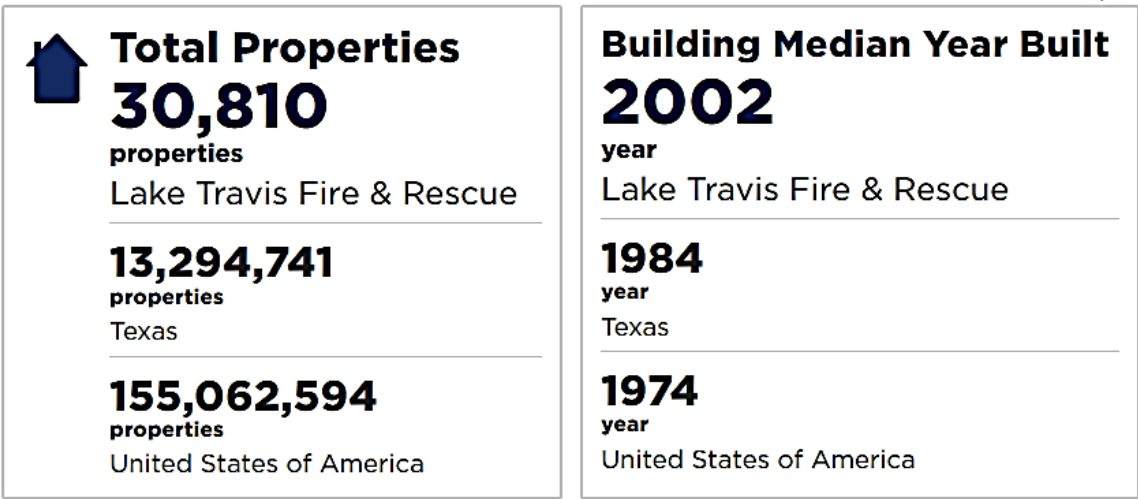 Total Properties
30,810
properties
Lake Travis Fire & Rescue
13,294,741
properties
Texas
155,062,594
properties
United States of America
Building Median Year Built
2002
year
Lake Travis Fire & Rescue
1984
year
Texas
1974
year
United States of America